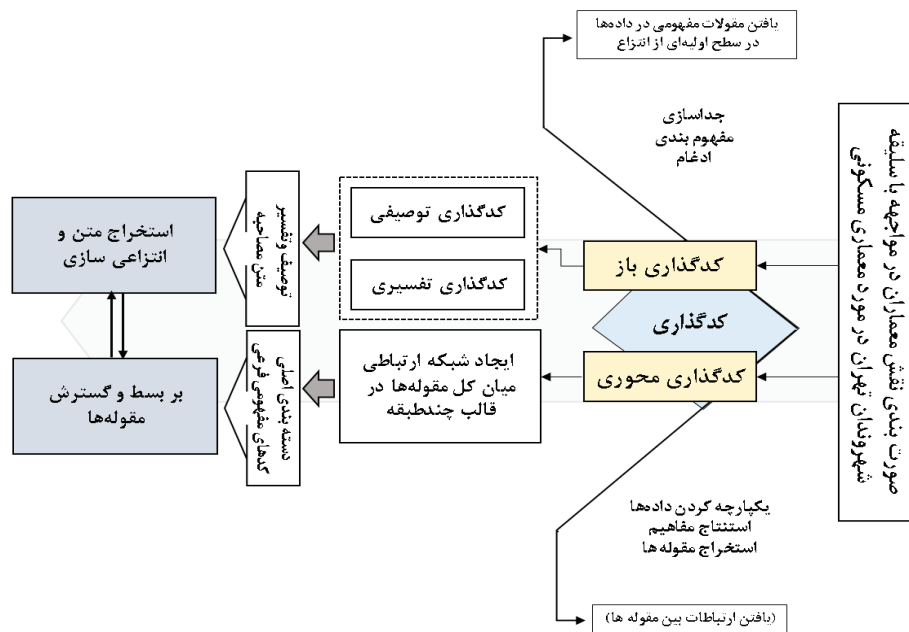 صورت بندی نقش معماران در مواجهه با سلیقه
شهروندان تهران در مورد معماری مسکونی
یافتن مقولات مفهومی در داده‌ها
در سطح اولیه‌ای از انتزاع
جداسازی
مفهوم بندی
ادغام
کدگذاری باز
کدگذاری
کدگذاری محوری
یکپارچه کردن داده‌ها
استنتاج مفاهیم
استخراج مقوله ها
(یافتن ارتباطات بین مقوله ها)
کدگذاری توصیفی
کدگذاری تفسیری
ایجاد شبکه ارتباطی
میان کل مقوله‌ها در
قالب چندطبقه
توصیف و تفسیر
متن مصاحبه
دسته بندی اصلی
کدهای مفهومی فرعی
استخراج متن و
انتزاعی سازی
بر بسط و گسترش
مقوله‌ها